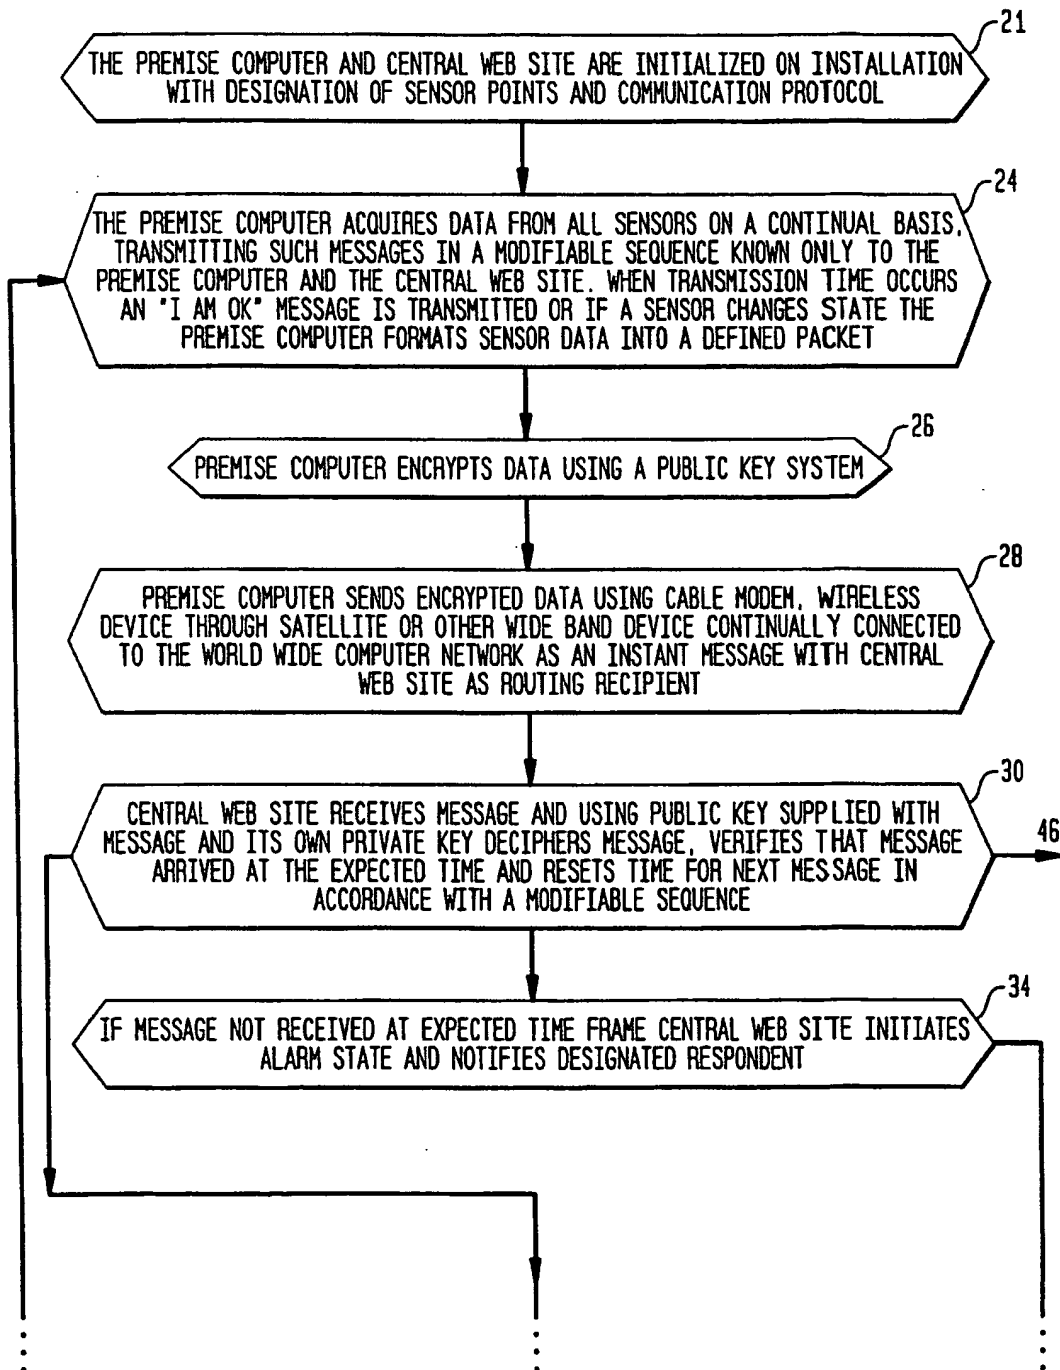 21
THE PREMISE COMPUTER AND CENTRAL WEB SITE ARE INITIALIZED ON INSTALLATION
WITH DESIGNATION OF SENSOR POINTS AND COMMUNICATION PROTOCOL
24
THE PREMISE COMPUTER ACQUIRES DATA FROM ALL SENSORS ON A CONTINUAL BASIS,
TRANSMITTING SUCH MESSAGES IN A MODIFIABLE SEQUENCE KNOWN ONLY TO THE
PREMISE COMPUTER AND THE CENTRAL WEB SITE. WHEN TRANSMISSION TIME OCCURS
AN "I AM OK" MESSAGE IS TRANSMITTED OR IF A SENSOR CHANGES STATE THE
PREMISE COMPUTER FORMATS SENSOR DATA INTO A DEFINED PACKET
26
PREMISE COMPUTER ENCRYPTS DATA USING A PUBLIC KEY SYSTEM
28
PREMISE COMPUTER SENDS ENCRYPTED DATA USING CABLE MODEM, WIRELESS
DEVICE THROUGH SATELLITE OR OTHER WIDE BAND DEVICE CONTINUALLY CONNECTED
TO THE WORLD WIDE COMPUTER NETWORK AS AN INSTANT MESSAGE WITH CENTRAL
WEB SITE AS ROUTING RECIPIENT
30
CENTRAL WEB SITE RECEIVES MESSAGE AND USING PUBLIC KEY SUPPLIED WITH
MESSAGE AND ITS OWN PRIVATE KEY DECIPHERS MESSAGE, VERIFIES THAT MESSAGE
ARRIVED AT THE EXPECTED TIME AND RESETS TIME FOR NEXT MESSAGE IN
ACCORDANCE WITH A MODIFIABLE SEQUENCE
46
34
IF MESSAGE NOT RECEIVED AT EXPECTED TIME FRAME CENTRAL WEB SITE INITIATES
ALARM STATE AND NOTIFIES DESIGNATED RESPONDENT